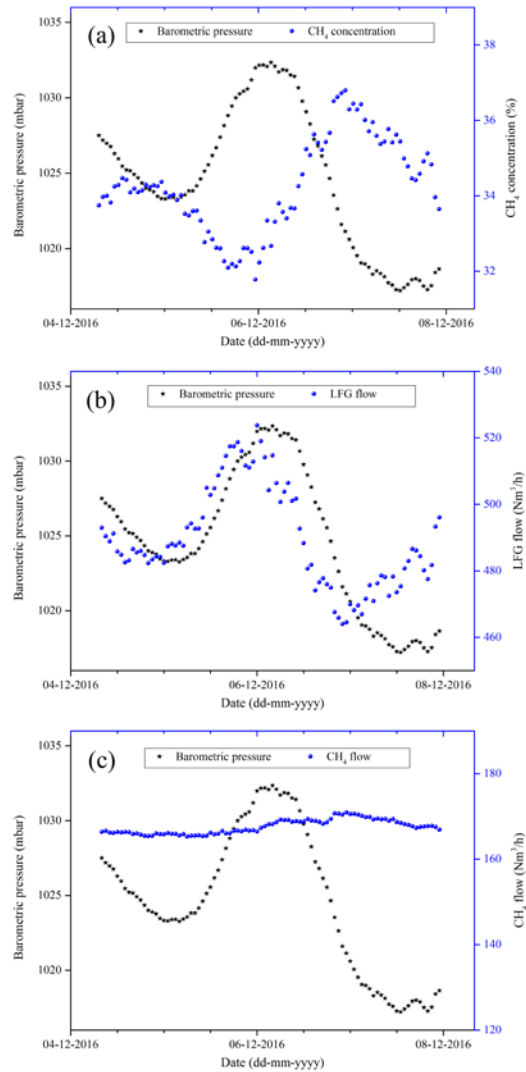 (a)
Barometric pressure
CH₄ concentration
1035
1030
1025
1020
38
36
34
32
Barometric pressure (mbar)
CH₄ concentration (%)
04-12-2016
06-12-2016
08-12-2016
Date (dd-mm-yyyy)
(b)
Barometric pressure
LFG flow
1035
1030
1025
1020
540
520
500
480
460
Barometric pressure (mbar)
LFG flow (Nm³/h)
04-12-2016
06-12-2016
08-12-2016
Date (dd-mm-yyyy)
(c)
Barometric pressure
CH₄ flow
1035
1030
1025
1020
180
160
140
120
Barometric pressure (mbar)
CH₄ flow (Nm³/h)
04-12-2016
06-12-2016
08-12-2016
Date (dd-mm-yyyy)